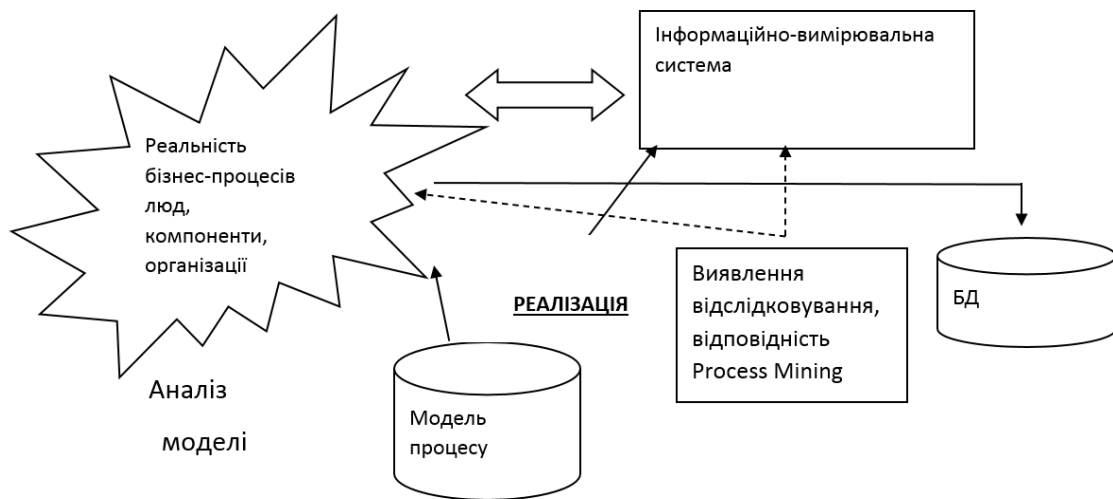 Інформаційно-вимірювальна
система
Реальність
бізнес-процесів
люд,
компоненти,
організації
Виявлення
відслідковування,
відповідність
Process Mining
БД
РЕАЛІЗАЦІЯ
Аналіз
моделі
Модель
процесу